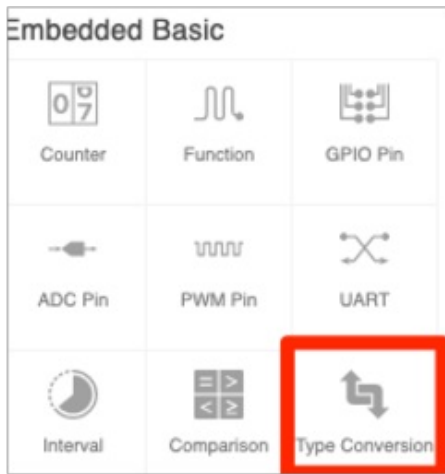 Embedded Basic
Counter
Function
GPIO Pin
ADC Pin
PWM Pin
UART
Interval
Comparison
Type Conversion